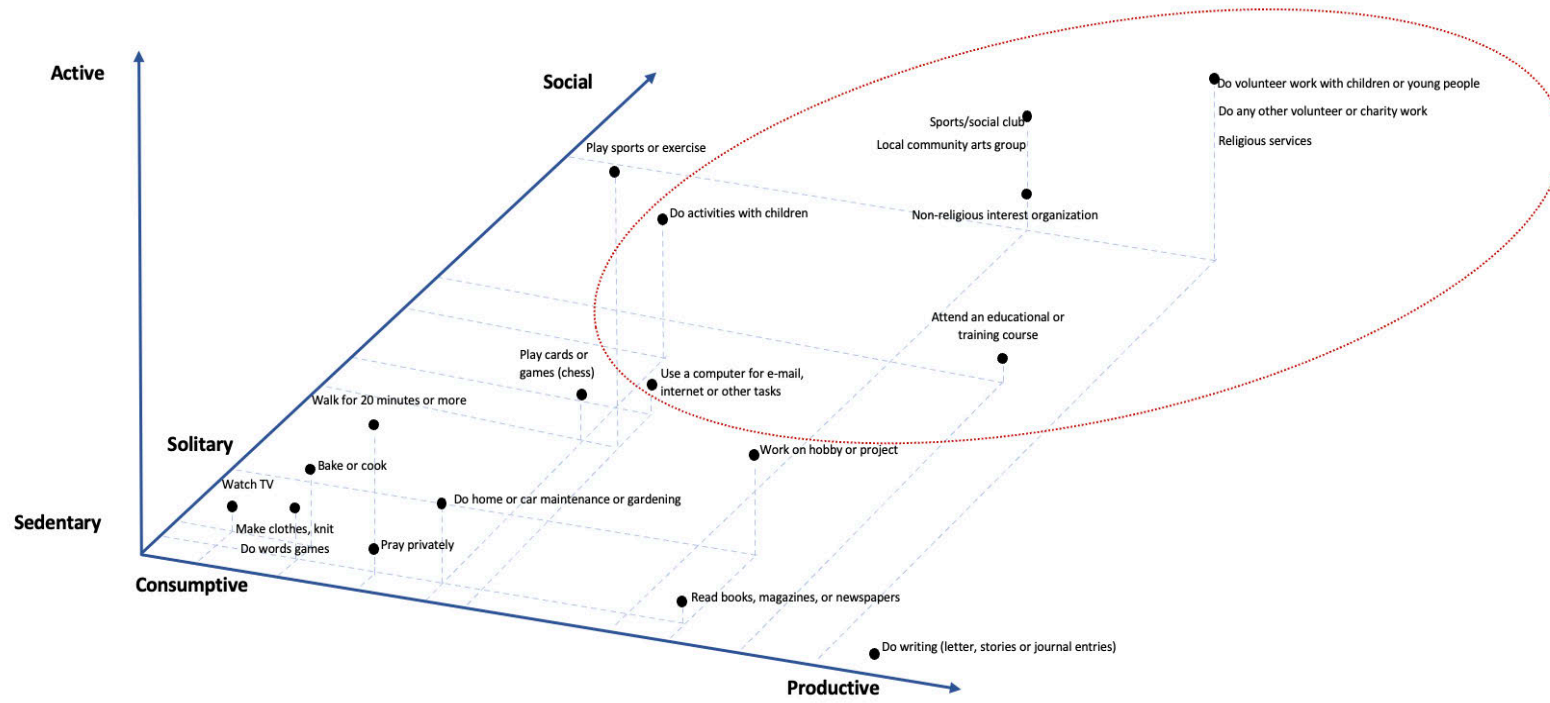 Active
Social
Do volunteer work with children or young people
Do any other volunteer or charity work
Religious services
Sports/social club
Local community arts group
Non-religious interest organization
Play sports or exercise
Do activities with children
Attend an educational or
training course
Play cards or
games (chess)
Use a computer for e-mail,
internet or other tasks
Walk for 20 minutes or more
Solitary
Work on hobby or project
Bake or cook
Watch TV
Do home or car maintenance or gardening
Sedentary
Make clothes, knit
Do words games
Pray privately
Consumptive
Read books, magazines, or newspapers
Do writing (letter, stories or journal entries)
Productive